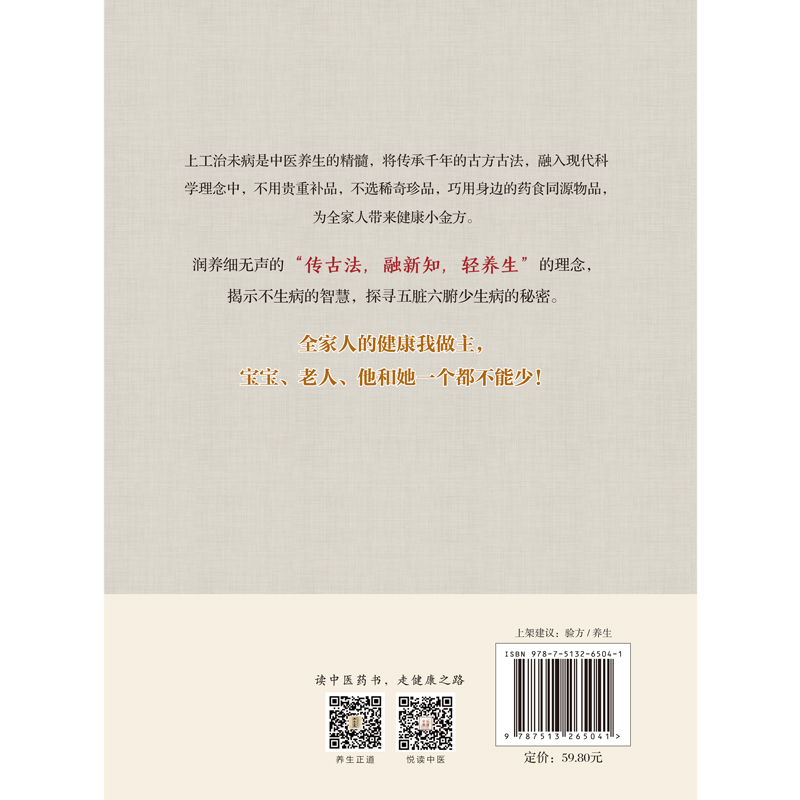 上工治未病是中医养生的精髓，将传承千年的古方古法，融入现代科
学理念中，不用贵重补品，不选稀奇珍品，巧用身边的药食同源物品，
为全家人带来健康小金方。
润养细无声的“传古法，融新知，轻养生”的理念，
揭示不生病的智慧，探寻五脏六腑少生病的秘密。
全家人的健康我做主，
宝宝、老人、他和她一个都不能少！
上架建议：验方/养生
ISBN 978-7-5132-6504-1
9 787513 265041 >
定价：59.80元
读中医药书，走健康之路
养生正道
悦读中医